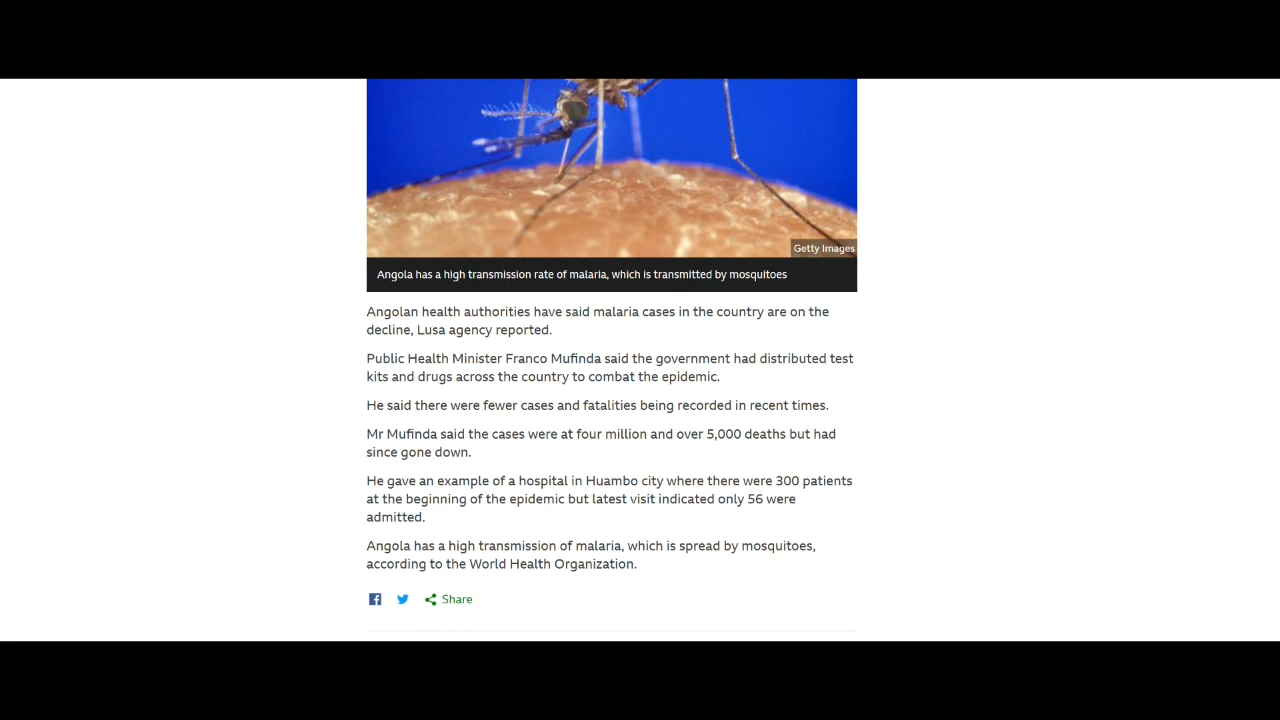 Getty Images
Angola has a high transmission rate of malaria, which is transmitted by mosquitoes
Angolan health authorities have said malaria cases in the country are on the
decline, Lusa agency reported.
Public Health Minister Franco Mufinda said the government had distributed test
kits and drugs across the country to combat the epidemic.
He said there were fewer cases and fatalities being recorded in recent times.
Mr Mufinda said the cases were at four million and over 5,000 deaths but had
since gone down.
He gave an example of a hospital in Huambo city where there were 300 patients
at the beginning of the epidemic but latest visit indicated only 56 were
admitted.
Angola has a high transmission of malaria, which is spread by mosquitoes,
according to the World Health Organization.
Share